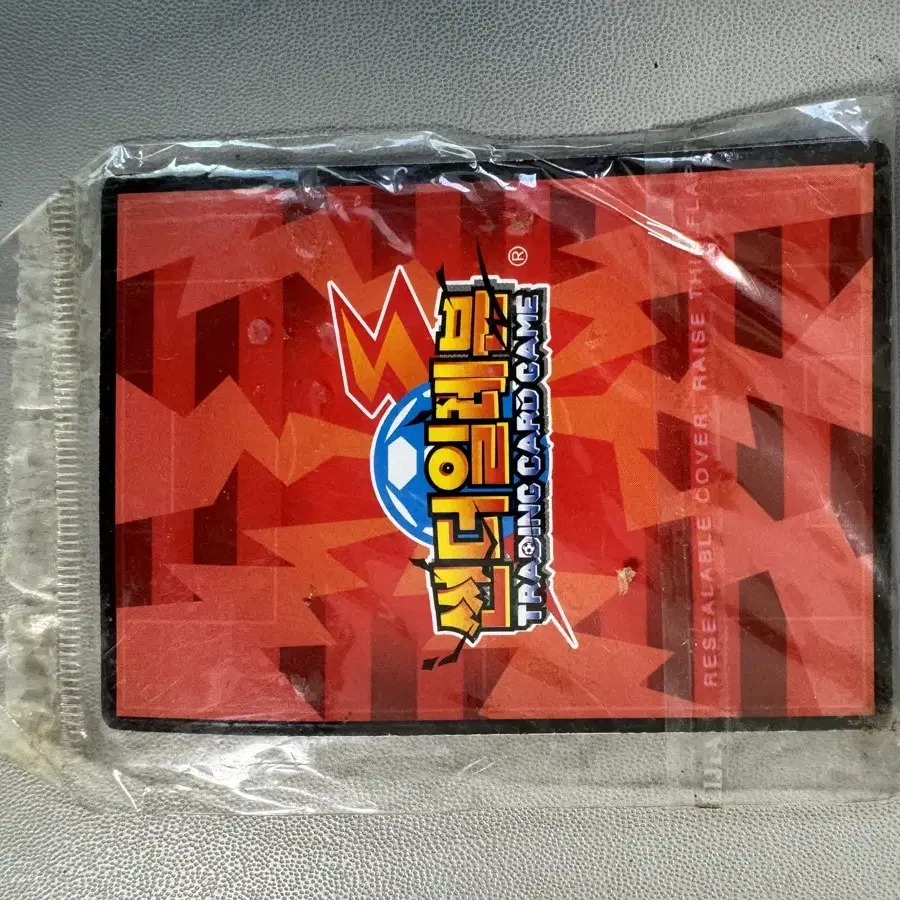 썬더일레븐
TRADING CARD GAME
®
RESEALABLE COVER. RAISE THE FLAP